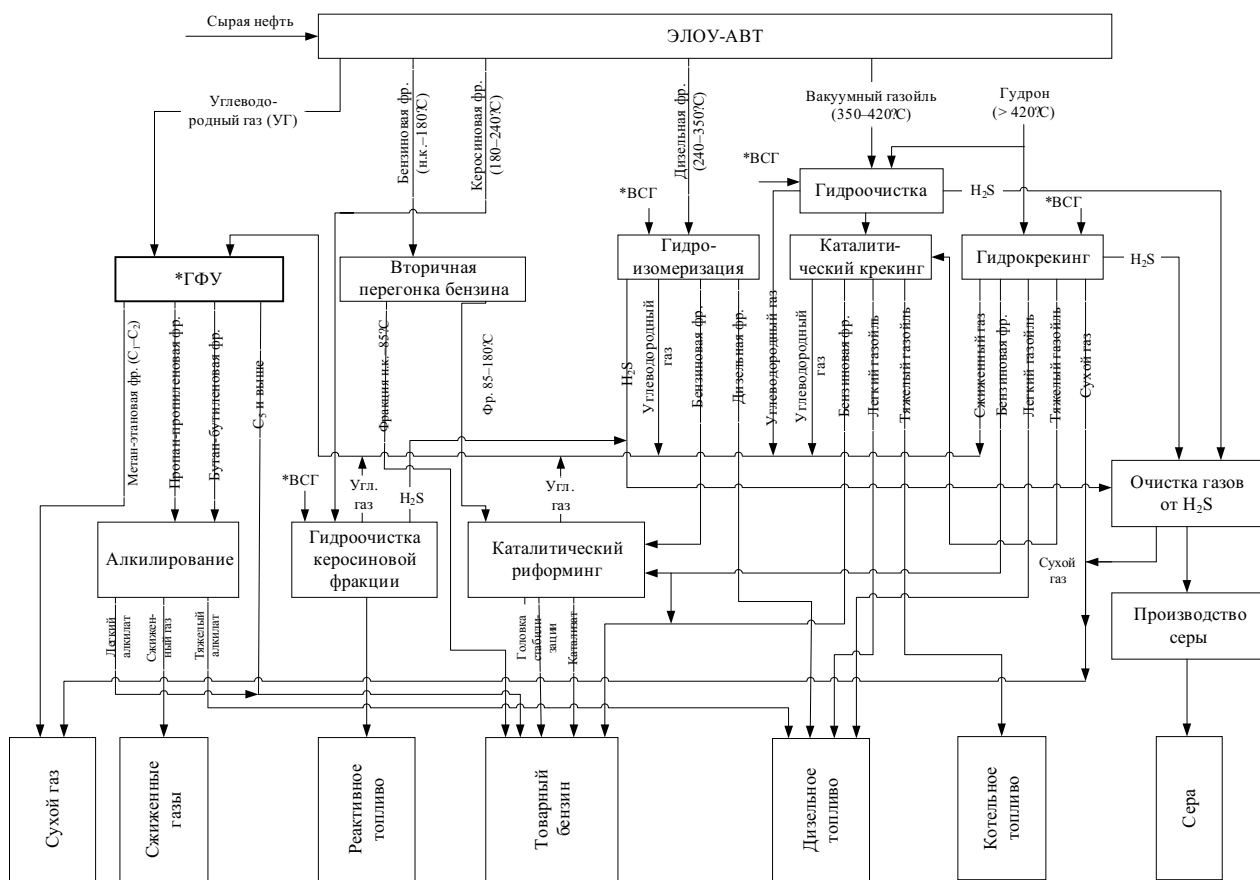 Сырая нефть
ЭЛОУ-АВТ
Углеводо-
родный газ (УГ)
Бензиновая фр.
(н.к.–180?С)
Керосиновая фр.
(180–240?С)
Дизельная фр.
(240–350?С)
Вакуумный газойль
(350–420?С)
Гудрон
(> 420?С)
*ВСГ
Гидроочистка
H2S
*ВСГ
*ВСГ
*ГФУ
Вторичная
перегонка бензина
Гидро-
изомеризация
Каталити-
ческий крекинг
Гидрокрекинг
H2S
Метан-этановая фр. (С1–С2)
Пропан-пропиленовая фр.
Бутан-бутиленовая фр.
С5 и выше
Фракция н.к.–85?С
Фр. 85–180?С
H2S
Углеводородный
газ
Бензиновая фр.
Дизельная фр.
Углеводородный газ
Углеводородный
газ
Бензиновая фр.
Легкий газойль
Тяжелый газойль
Сжиженный газ
Бензиновая фр.
Легкий газойль
Тяжелый газойль
Сухой газ
*ВСГ
Угл.
газ
H2S
Угл.
газ
Очистка газов
от H2S
Алкилирование
Гидроочистка
керосиновой
фракции
Каталитический
риформинг
Сухой
газ
Легкий
алкилат
Сжижен-
ный газ
Тяжелый
алкилат
Головка
стабили-
зации
Катализат
Производство
серы
Сухой газ
Сжиженные
газы
Реактивное
топливо
Товарный
бензин
Дизельное
топливо
Котельное
топливо
Сера